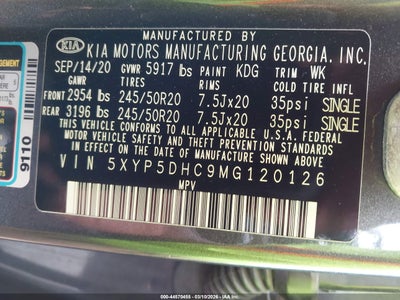 MANUFACTURED BY
KIA KIA MOTORS MANUFACTURING GEORGIA, INC.
SEP/14/20 GVWR 5917 lbs PAINT KDG TRIM WK
GAWR TIRES RIMS COLD TIRE INFL
FRONT 2954 lbs 245/50R20 7.5Jx20 35psi SINGLE
REAR 3196 lbs 245/50R20 7.5Jx20 35psi SINGLE
THIS VEHICLE CONFORMS TO ALL APPLICABLE U.S.A. FEDERAL
MOTOR VEHICLE SAFETY AND THEFT PREVENTION STANDARDS
IN EFFECT ON THE DATE OF MANUFACTURE SHOWN ABOVE.
VIN 5XYP5DHC9MG120126
MPV
9110